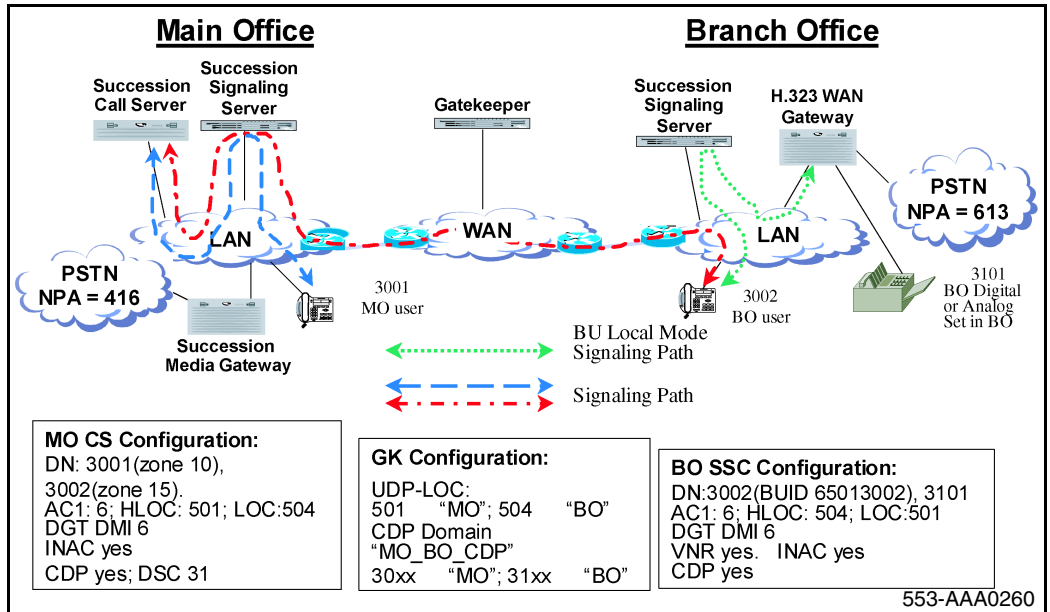 Main Office
Branch Office
Succession
Call Server
Succession
Signaling
Server
Gatekeeper
Succession
Signaling
Server
H.323 WAN
Gateway
PSTN
NPA = 613
LAN
WAN
LAN
PSTN
NPA = 416
3001
MO user
3002
BO user
3101
BO Digital
or Analog
Set in BO
Succession
Media Gateway
BU Local Mode
Signaling Path
Signaling Path
MO CS Configuration:
DN: 3001(zone 10),
3002(zone 15).
AC1: 6; HLOC: 501; LOC:504
DGT DMI 6
INAC yes
CDP yes; DSC 31
GK Configuration:
UDP-LOC:
501 “MO”; 504 “BO”
CDP Domain
“MO_BO_CDP”
30xx “MO”; 31xx “BO”
BO SSC Configuration:
DN:3002(BUID 65013002), 3101
AC1: 6; HLOC: 504; LOC:501
DGT DMI 6
VNR yes. INAC yes
CDP yes
553-AAA0260